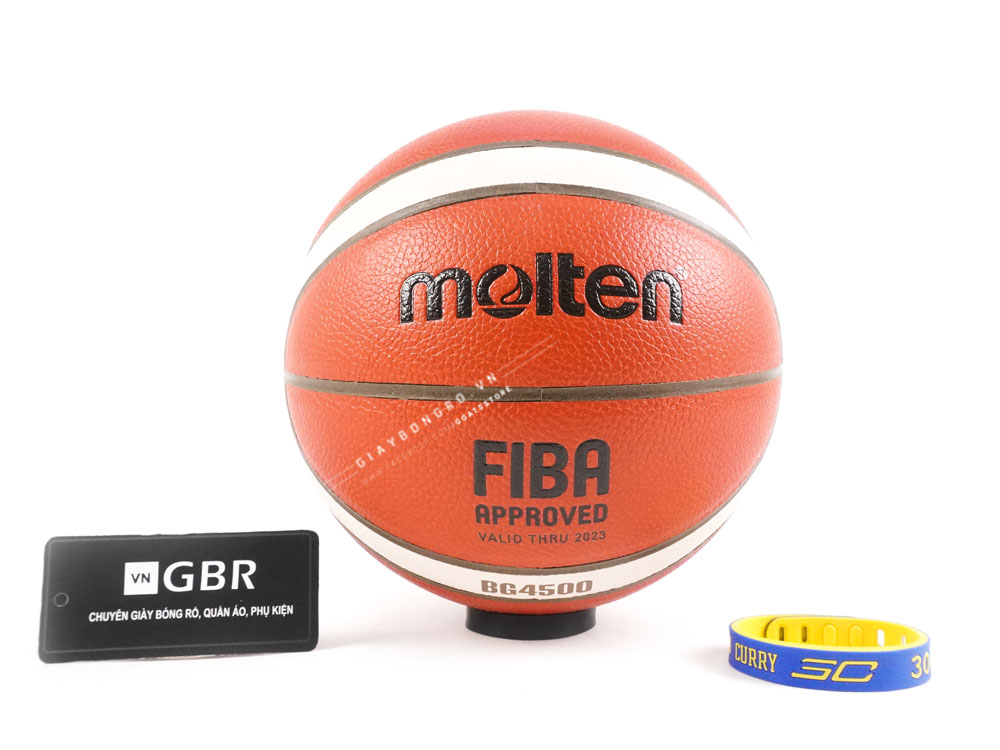 molten
GIAYBONGRO.VN
FIBA
APPROVED
VALID THRU 2023
BG4500
VN GBR
CHUYÊN GIÀY BÓNG RỔ, QUẦN ÁO, PHỤ KIỆN
CURRY SC 30